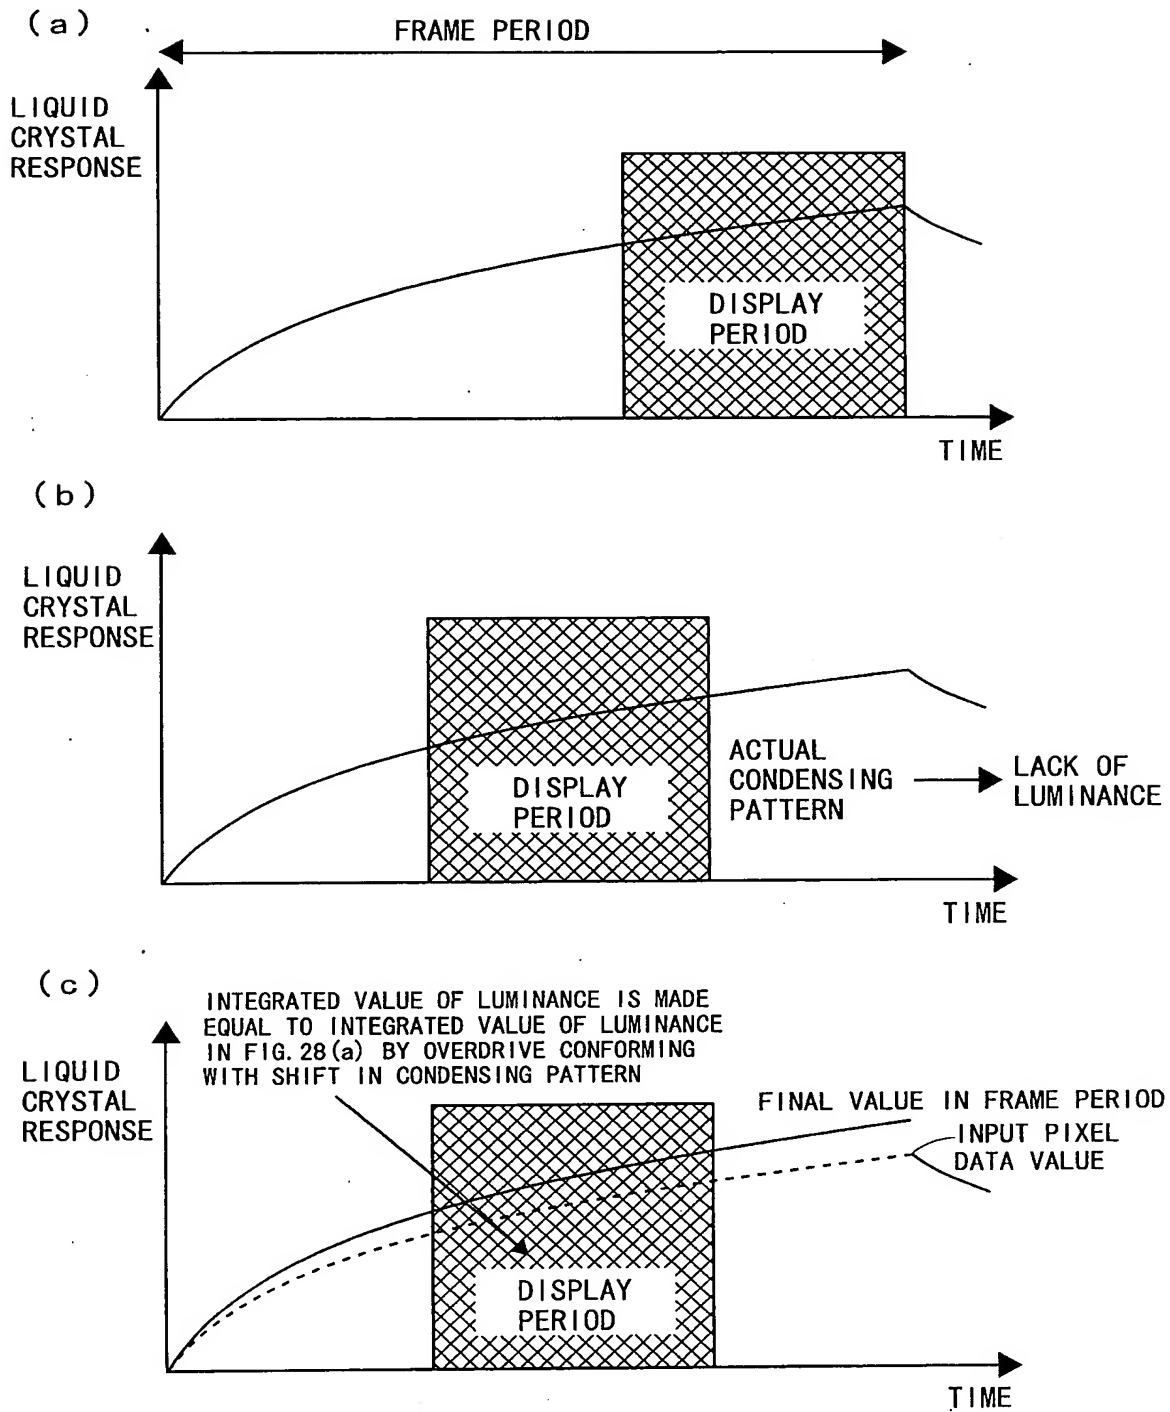 (a)
FRAME PERIOD
LIQUID
CRYSTAL
RESPONSE
DISPLAY
PERIOD
TIME
(b)
LIQUID
CRYSTAL
RESPONSE
DISPLAY
PERIOD
ACTUAL
CONDENSING
PATTERN
LACK OF
LUMINANCE
TIME
(c)
INTEGRATED VALUE OF LUMINANCE IS MADE
EQUAL TO INTEGRATED VALUE OF LUMINANCE
IN FIG. 28(a) BY OVERDRIVE CONFORMING
WITH SHIFT IN CONDENSING PATTERN
LIQUID
CRYSTAL
RESPONSE
FINAL VALUE IN FRAME PERIOD
INPUT PIXEL
DATA VALUE
DISPLAY
PERIOD
TIME